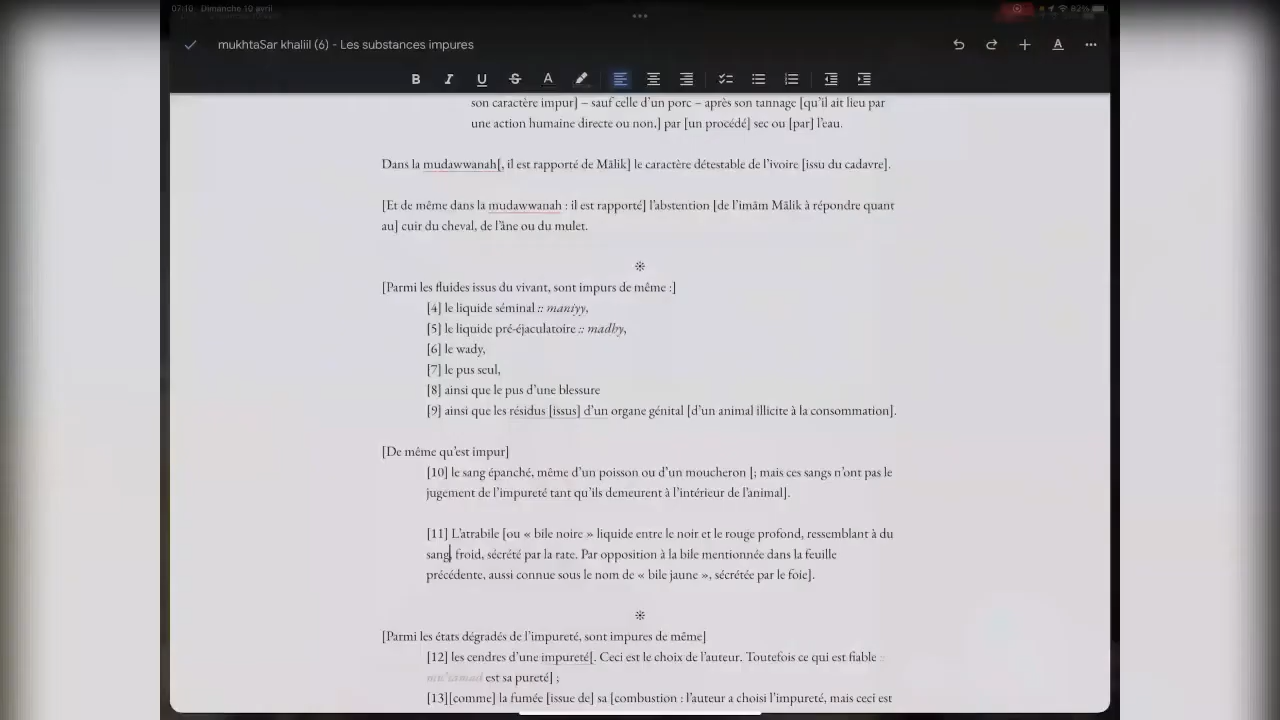 07:10 Dimanche 10 avril
82%
mukhtaSar khaliil (6) - Les substances impures
B I U S A
son caractère impur] – sauf celle d'un porc – après son tannage [qu'il ait lieu par
une action humaine directe ou non,] par [un procédé] sec ou [par] l'eau.
Dans la mudawwanah[, il est rapporté de Mālik] le caractère détestable de l'ivoire [issu du cadavre].
[Et de même dans la mudawwanah : il est rapporté] l'abstention [de l'imām Mālik à répondre quant
au] cuir du cheval, de l'âne ou du mulet.
[Parmi les fluides issus du vivant, sont impurs de même :]
[4] le liquide séminal :: maniyy,
[5] le liquide pré-éjaculatoire :: madhy,
[6] le wady,
[7] le pus seul,
[8] ainsi que le pus d'une blessure
[9] ainsi que les résidus [issus] d'un organe génital [d'un animal illicite à la consommation].
[De même qu'est impur]
[10] le sang épanché, même d'un poisson ou d'un moucheron [; mais ces sangs n'ont pas le
jugement de l'impureté tant qu'ils demeurent à l'intérieur de l'animal].
[11] L'atrabile [ou « bile noire » liquide entre le noir et le rouge profond, ressemblant à du
sang, froid, sécrété par la rate. Par opposition à la bile mentionnée dans la feuille
précédente, aussi connue sous le nom de « bile jaune », sécrétée par le foie].
[Parmi les états dégradés de l'impureté, sont impures de même]
[12] les cendres d'une impureté[. Ceci est le choix de l'auteur. Toutefois ce qui est fiable ::
mu'tamad est sa pureté] ;
[13][comme] la fumée [issue de] sa [combustion : l'auteur a choisi l'impureté, mais ceci est